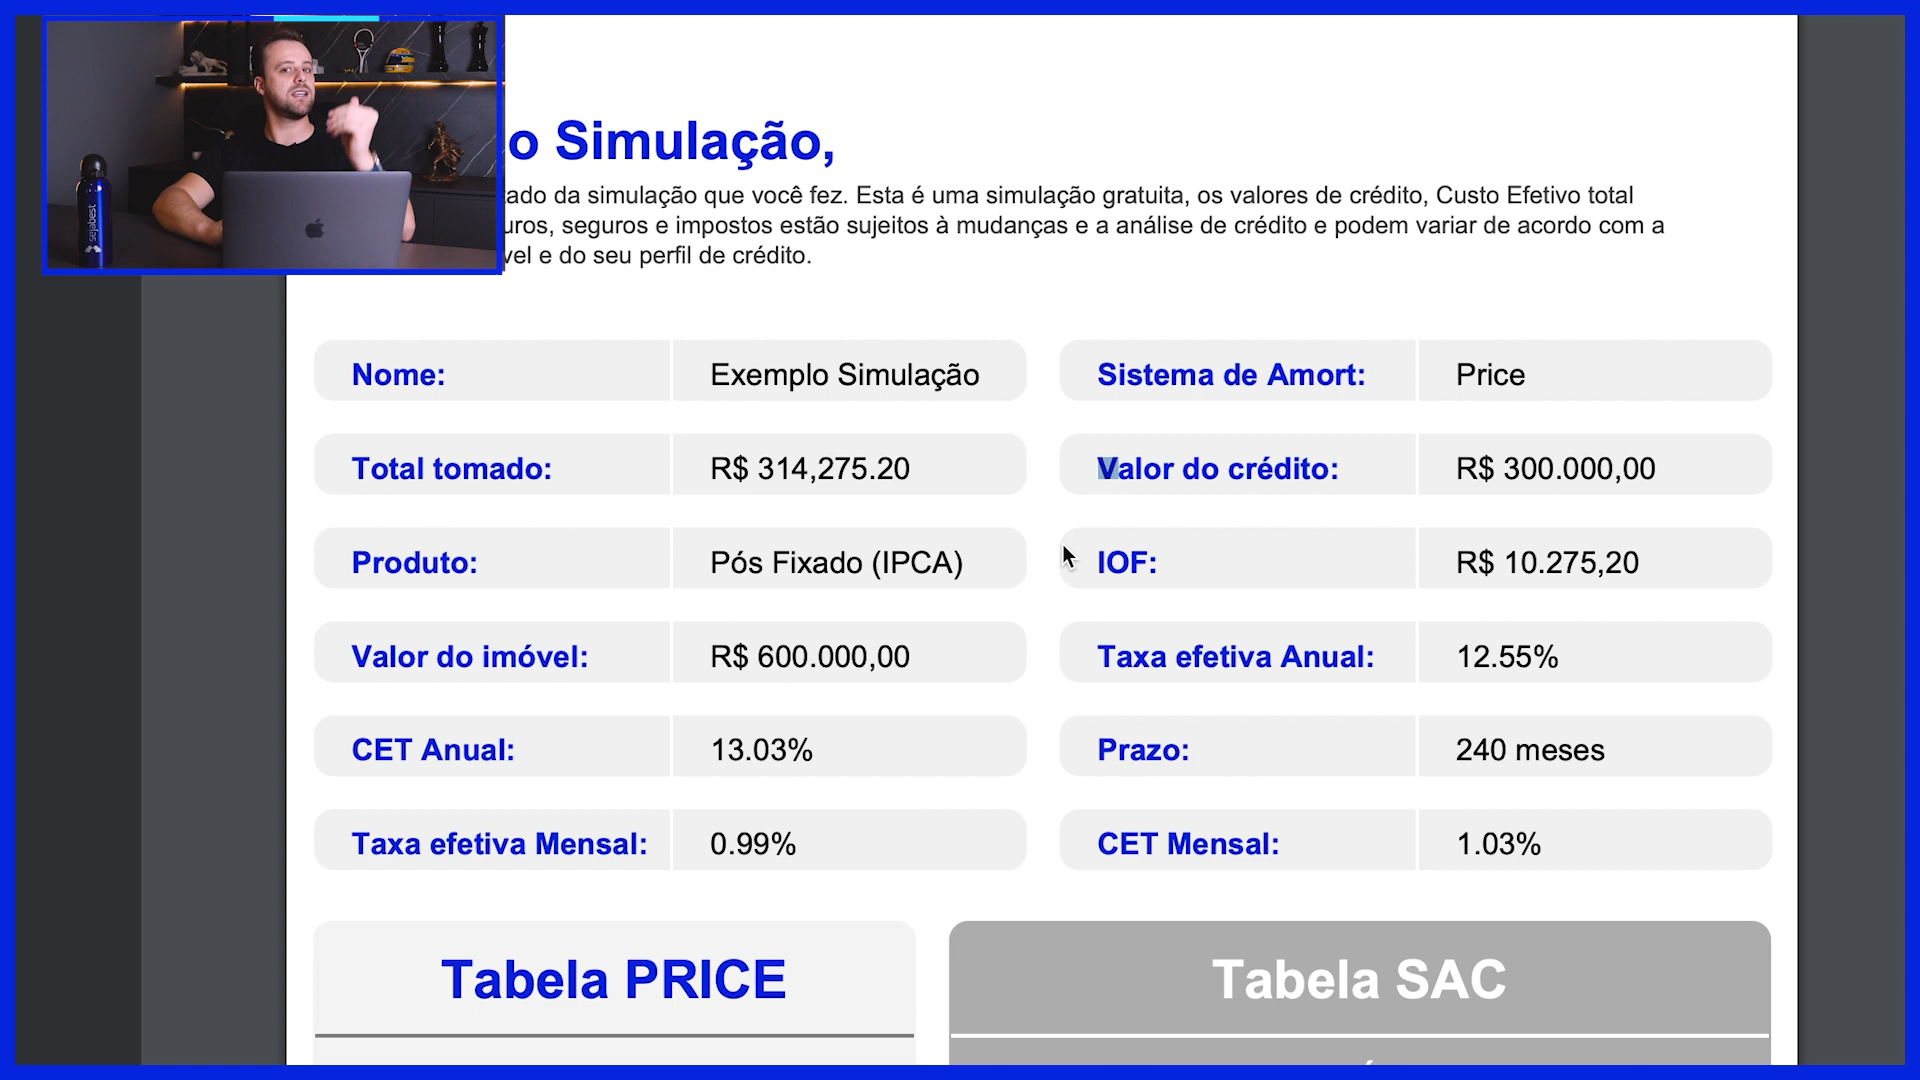 o Simulação,
tado da simulação que você fez. Esta é uma simulação gratuita, os valores de crédito, Custo Efetivo total
uros, seguros e impostos estão sujeitos à mudanças e a análise de crédito e podem variar de acordo com a
vel e do seu perfil de crédito.
sejabest
Nome: Exemplo Simulação
Sistema de Amort: Price
Total tomado: R$ 314,275.20
Valor do crédito: R$ 300.000,00
Produto: Pós Fixado (IPCA)
IOF: R$ 10.275,20
Valor do imóvel: R$ 600.000,00
Taxa efetiva Anual: 12.55%
CET Anual: 13.03%
Prazo: 240 meses
Taxa efetiva Mensal: 0.99%
CET Mensal: 1.03%
Tabela PRICE
Tabela SAC